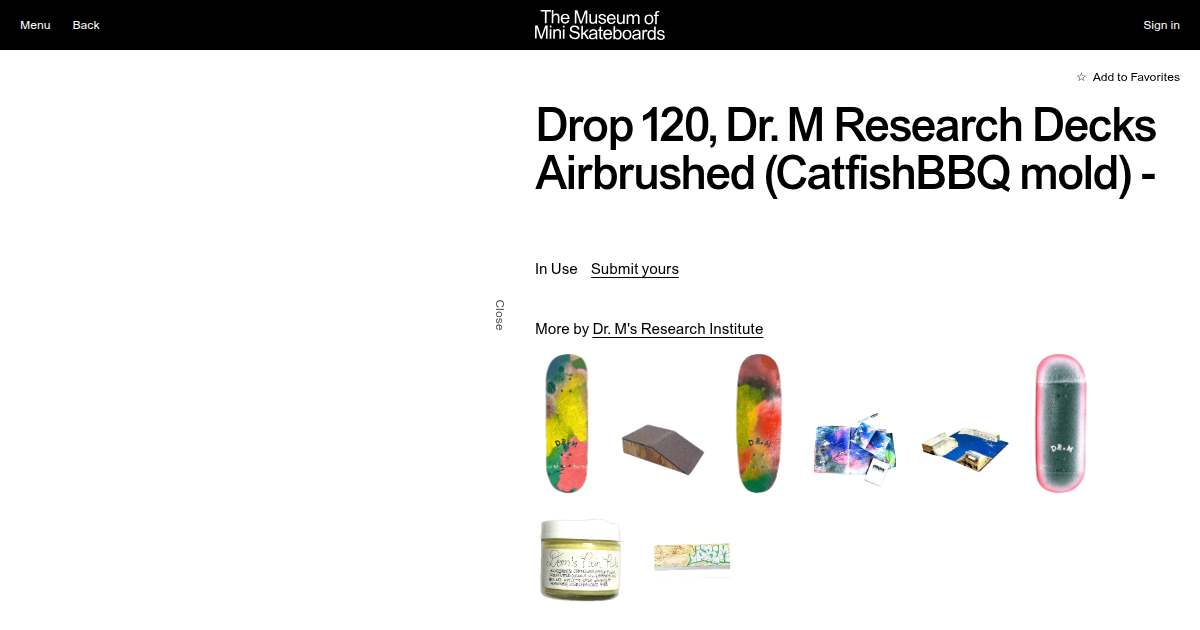 Menu
Back
The Museum of
Mini Skateboards
Sign in
☆ Add to Favorites
Drop 120, Dr. M Research Decks
Airbrushed (CatfishBBQ mold) -
In Use
Submit yours
Close
More by Dr. M's Research Institute
DR.M
DR.M
DR.M